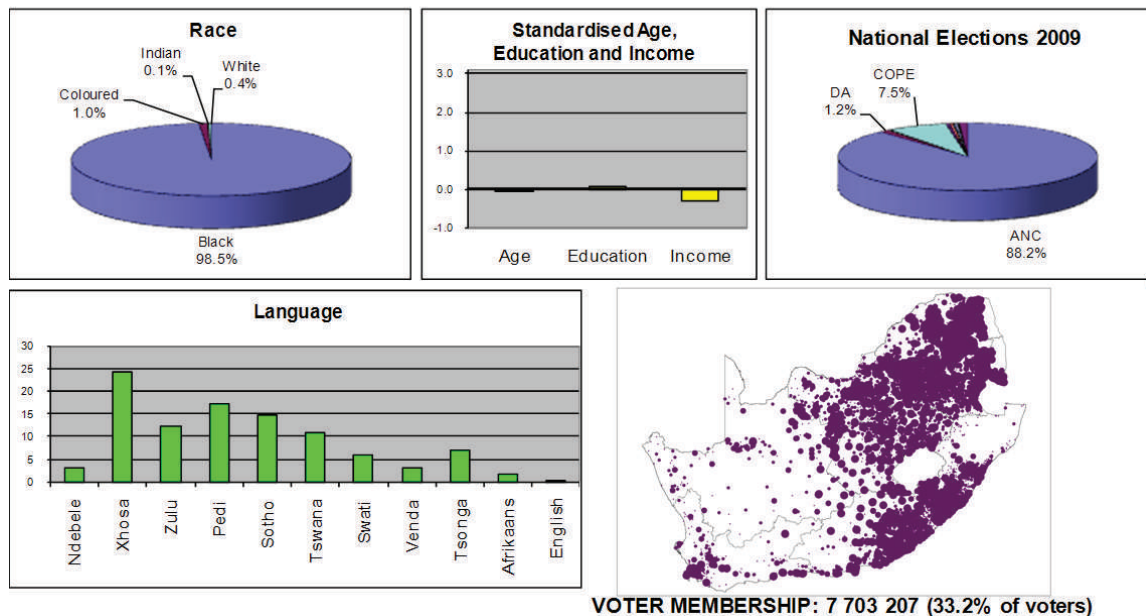 Race
Indian
0.1%
White
0.4%
Coloured
1.0%
Black
98.5%
Standardised Age,
Education and Income
3.0
2.0
1.0
0.0
-1.0
Age Education Income
National Elections 2009
COPE
7.5%
DA
1.2%
ANC
88.2%
Language
30
25
20
15
10
5
0
Ndebele
Xhosa
Zulu
Pedi
Sotho
Tswana
Swati
Venda
Tsonga
Afrikaans
English
VOTER MEMBERSHIP: 7 703 207 (33.2% of voters)